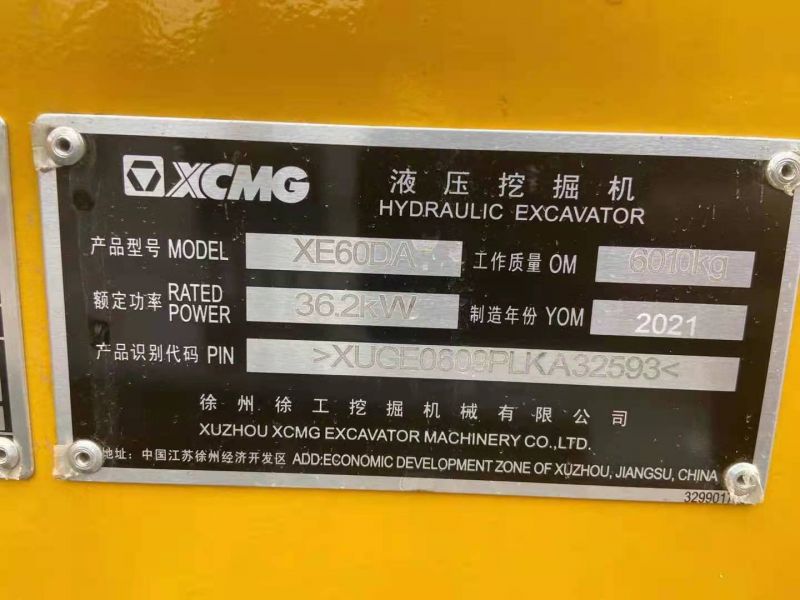 XCMG 液压挖掘机
HYDRAULIC EXCAVATOR
产品型号 MODEL XE60DA 工作质量 OM 6010kg
额定功率 RATED POWER 36.2kW 制造年份 YOM 2021
产品识别代码 PIN >XUGE0609PLKA32593<
徐州徐工挖掘机械有限公司
XUZHOU XCMG EXCAVATOR MACHINERY CO.,LTD.
地址: 中国江苏徐州经济开发区 ADD:ECONOMIC DEVELOPMENT ZONE OF XUZHOU, JIANGSU, CHINA